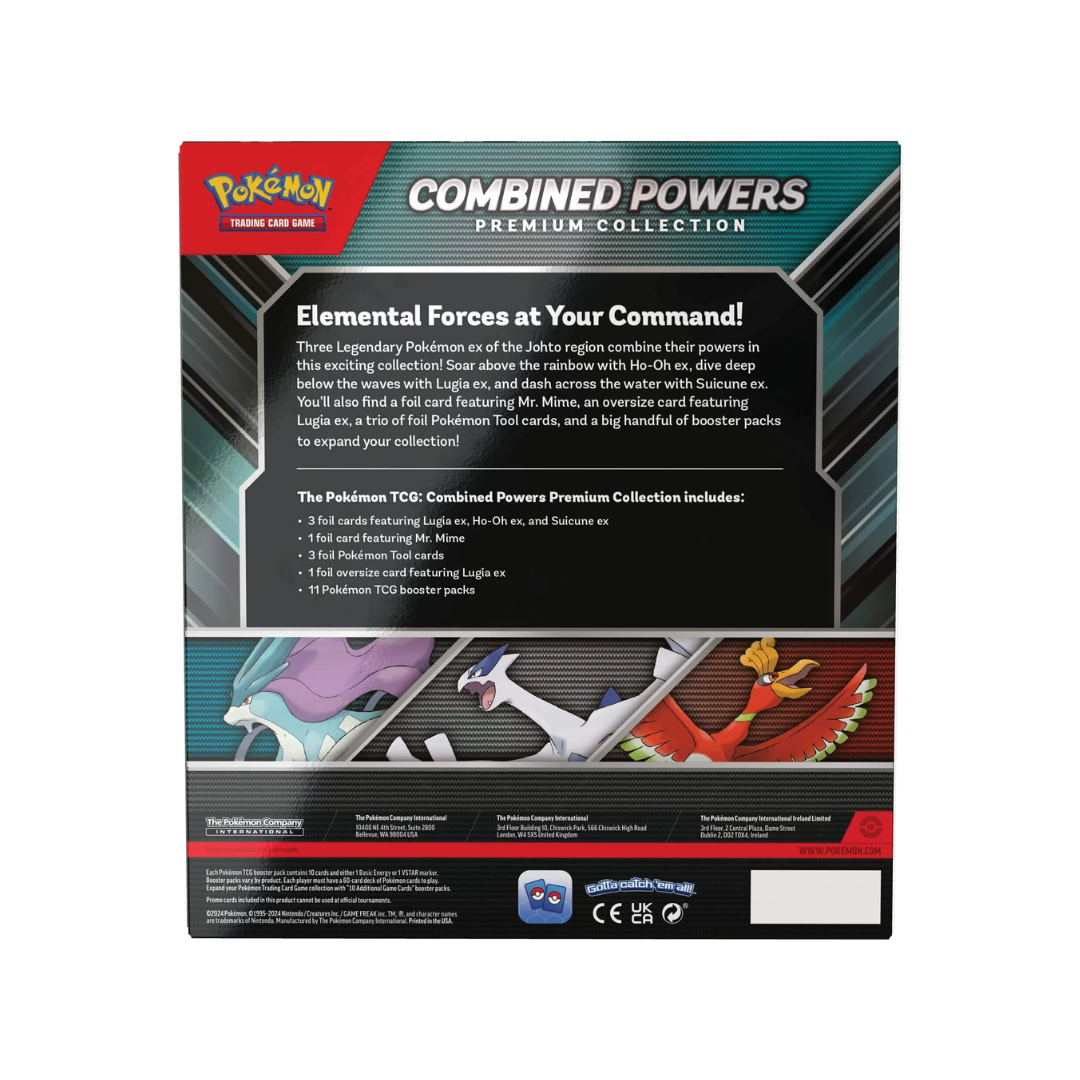 POKéMON
TRADING CARD GAME
COMBINED POWERS
PREMIUM COLLECTION
Elemental Forces at Your Command!
Three Legendary Pokémon ex of the Johto region combine their powers in
this exciting collection! Soar above the rainbow with Ho-Oh ex, dive deep
below the waves with Lugia ex, and dash across the water with Suicune ex.
You'll also find a foil card featuring Mr. Mime, an oversize card featuring
Lugia ex, a trio of foil Pokémon Tool cards, and a big handful of booster packs
to expand your collection!
The Pokémon TCG: Combined Powers Premium Collection includes:
• 3 foil cards featuring Lugia ex, Ho-Oh ex, and Suicune ex
• 1 foil card featuring Mr. Mime
• 3 foil Pokémon Tool cards
• 1 foil oversize card featuring Lugia ex
• 11 Pokémon TCG booster packs
The Pokémon Company
INTERNATIONAL
The Pokémon Company International
10400 NE 4th Street, Suite 2800
Bellevue, WA 98004 USA
The Pokémon Company International
3rd Floor Building 10, Chiswick Park, 566 Chiswick High Road
London, W4 5XS United Kingdom
The Pokémon Company International Ireland Limited
3rd Floor, 2 Central Plaza, Dame Street
Dublin 2, D02 T0X4, Ireland
WWW.POKEMON.COM
Each Pokémon TCG booster pack contains 10 cards and either 1 Basic Energy or 1 VSTAR marker.
Booster packs vary by product. Each player must have a 60-card deck of Pokémon cards to play.
Expand your Pokémon Trading Card Game collection with "10 Additional Game Cards" booster packs.
Promo cards included in this product cannot be used at official tournaments.
©2024 Pokémon. ©1995-2024 Nintendo / Creatures Inc. / GAME FREAK inc. TM, ®, and character names
are trademarks of Nintendo. Manufactured by The Pokémon Company International. Printed in the USA.
Gotta catch 'em all!
CE UK
CA